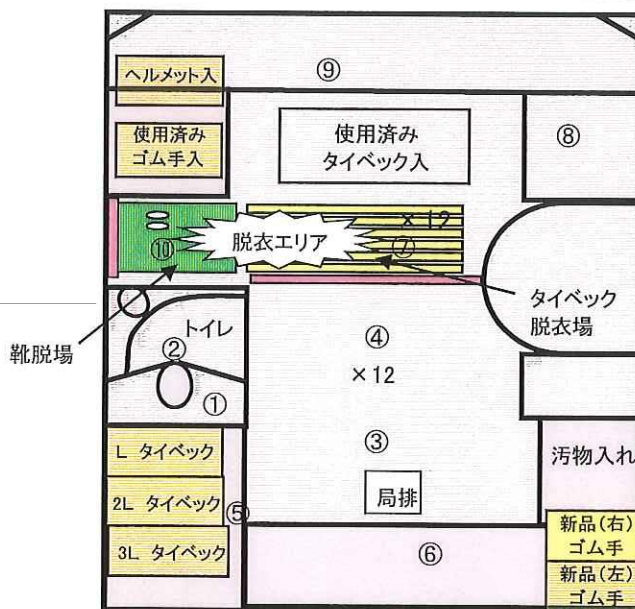 ⑨
ヘルメット入
使用済み
ゴム手入
使用済み
タイベック入
⑧
×12
⑩
脱衣エリア
⑦
タイベック
脱衣場
靴脱場
トイレ
②
①
④
×12
③
局排
L タイベック
2L タイベック
3L タイベック
⑤
⑥
汚物入れ
新品(右)
ゴム手
新品(左)
ゴム手